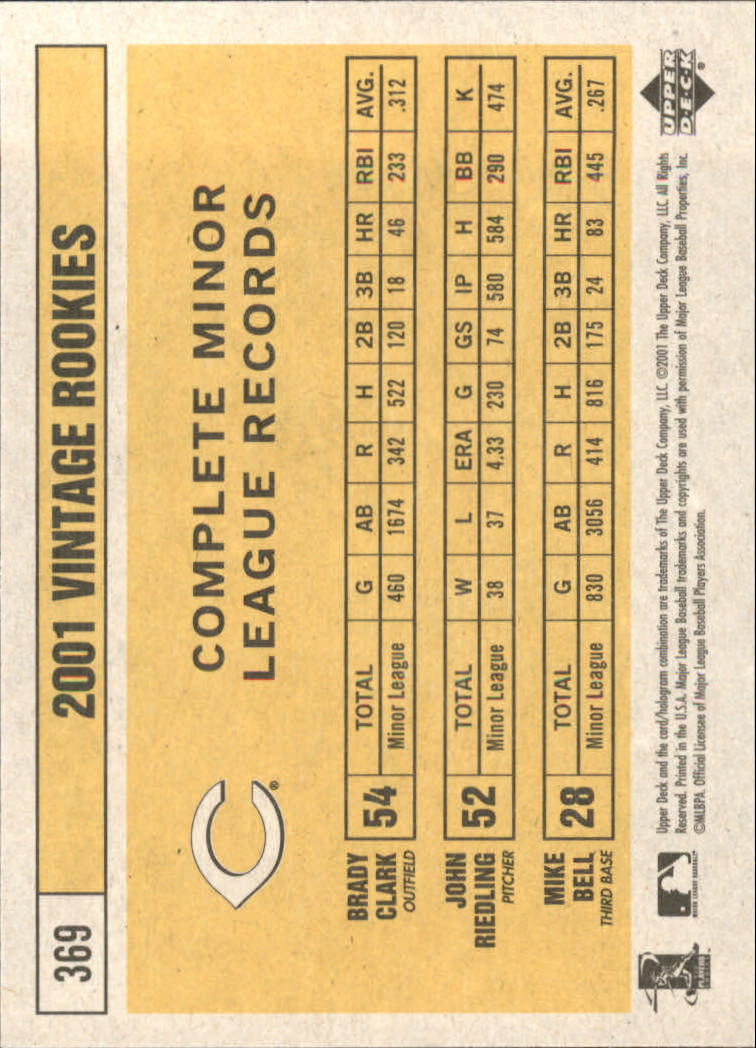 369 2001 VINTAGE ROOKIES
COMPLETE MINOR
LEAGUE RECORDS
®
BRADY
CLARK
OUTFIELD
54
TOTAL G AB R H 2B 3B HR RBI AVG.
Minor League 460 1674 342 522 120 18 46 233 .312
JOHN
RIEDLING
PITCHER
52
TOTAL W L ERA G GS IP H BB K
Minor League 38 37 4.33 230 74 580 584 290 474
MIKE
BELL
THIRD BASE
28
TOTAL G AB R H 2B 3B HR RBI AVG.
Minor League 830 3056 414 816 175 24 83 445 .267
PLAYERS
MAJOR LEAGUE BASEBALL
Upper Deck and the card/hologram combination are trademarks of The Upper Deck Company, LLC. ©2001 The Upper Deck Company, LLC. All Rights
Reserved. Printed in the U.S.A. Major League Baseball trademarks and copyrights are used with permission of Major League Baseball Properties, Inc.
©MLBPA. Official Licensee of Major League Baseball Players Association.
UPPER
D·E·C·K
®